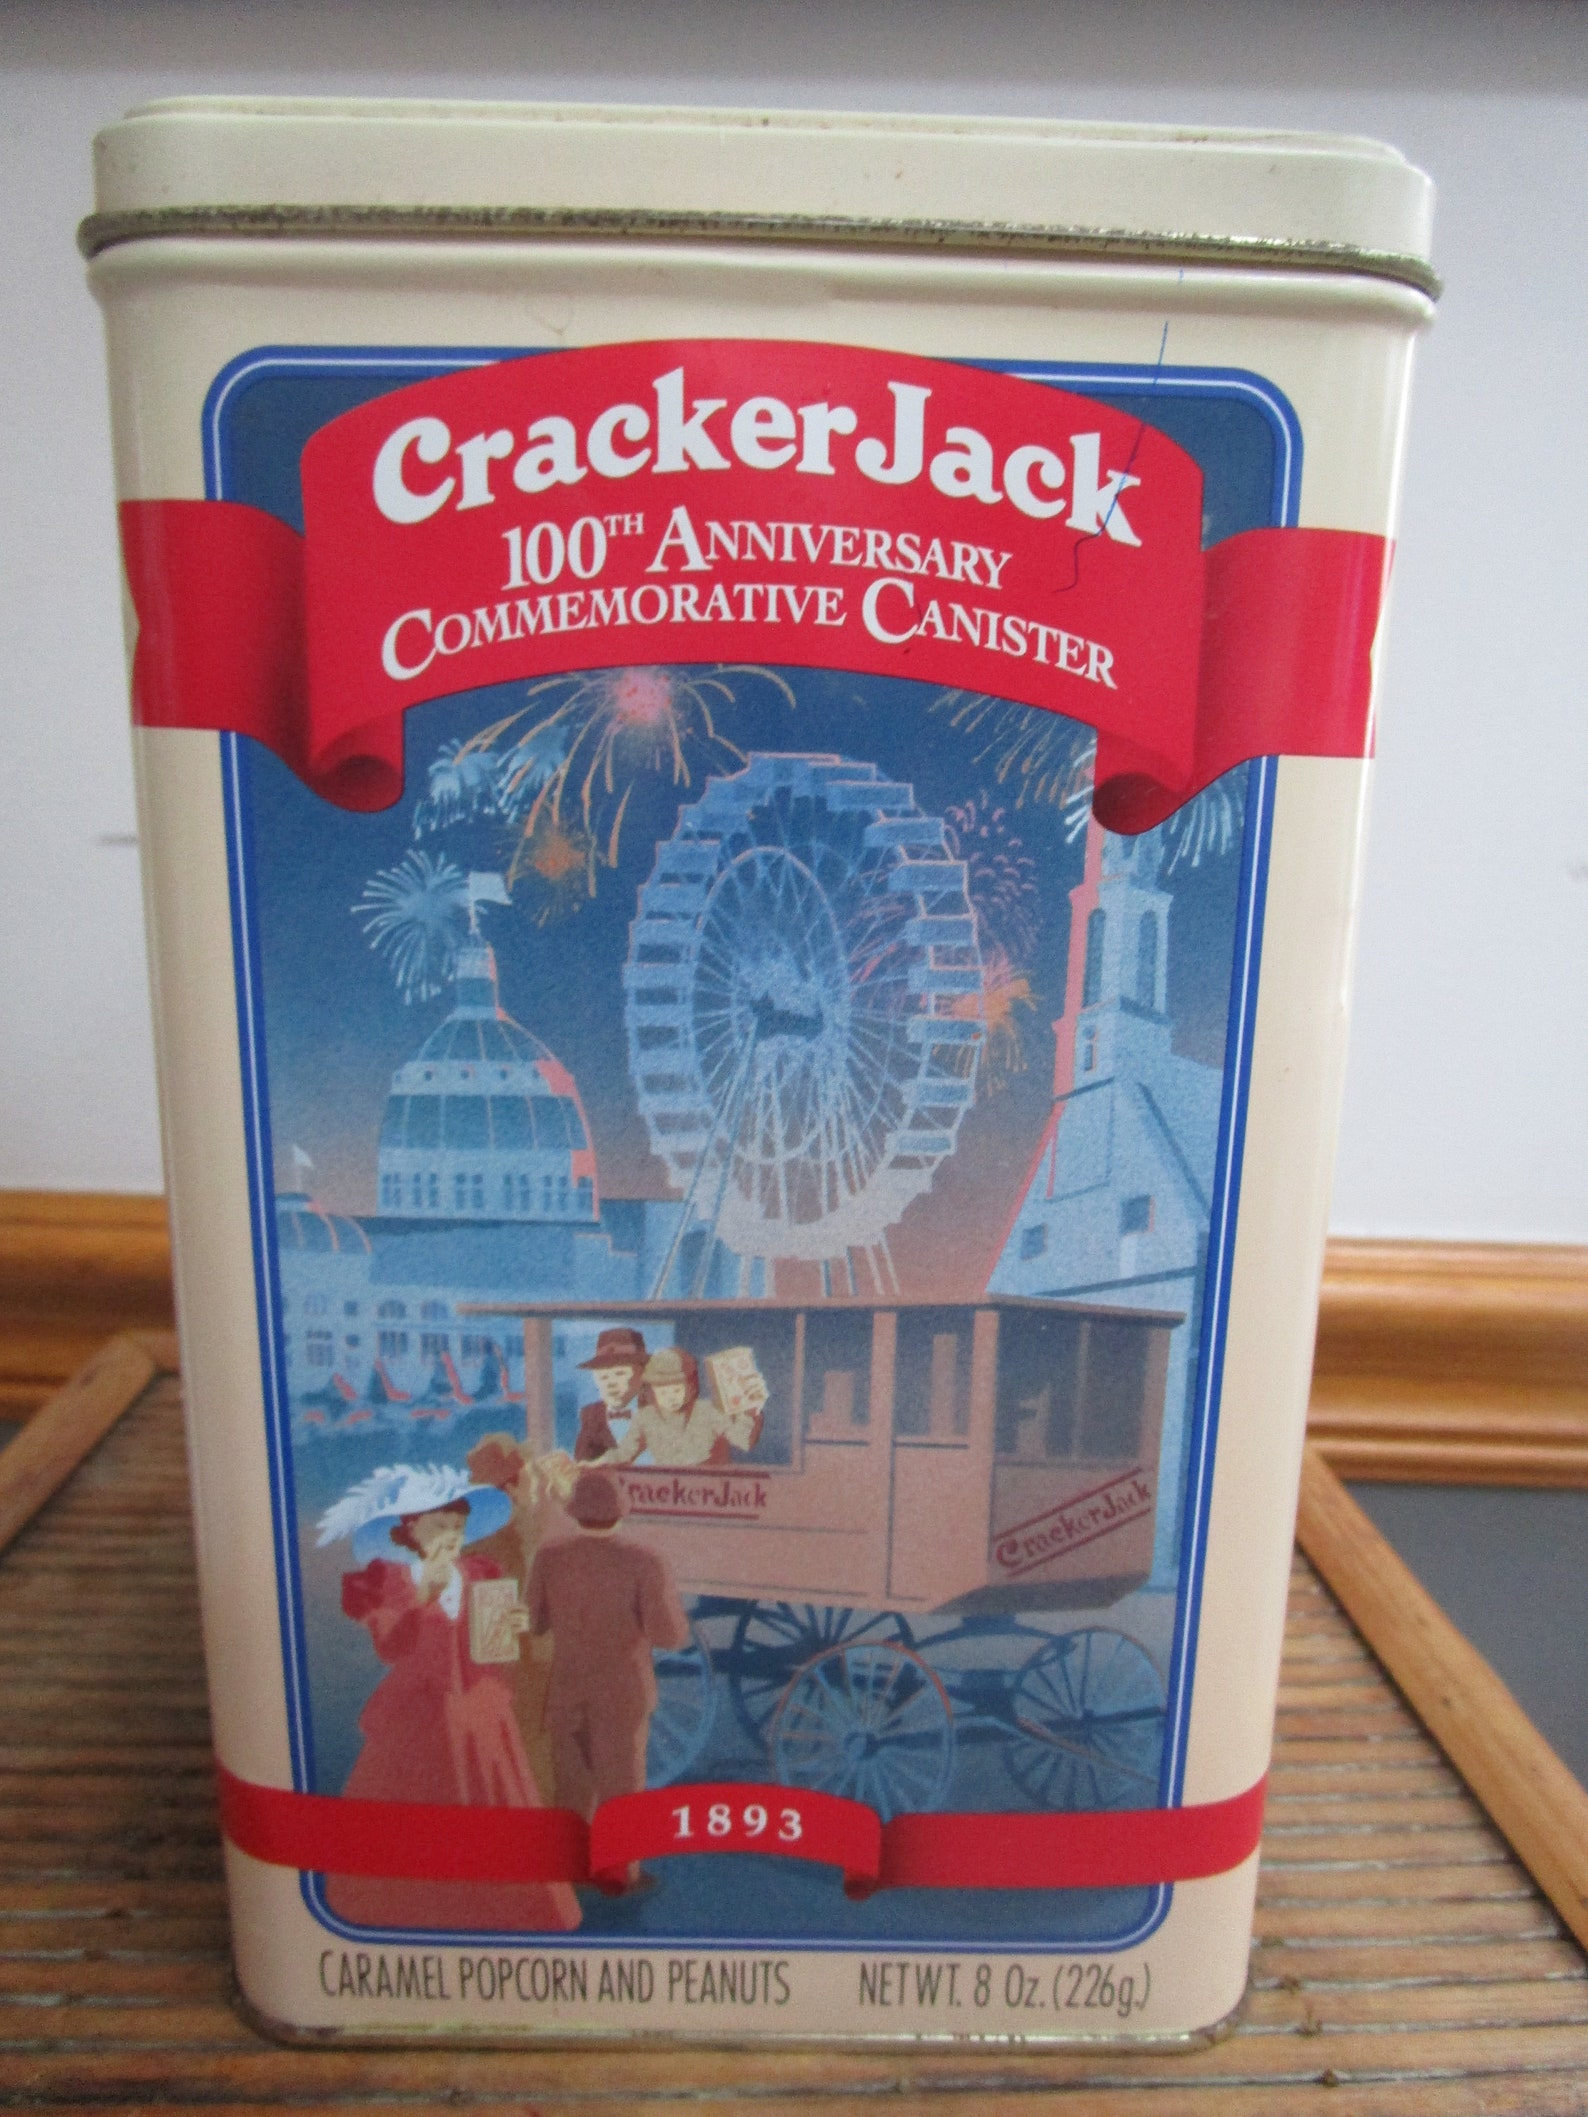 CrackerJack
100TH ANNIVERSARY
COMMEMORATIVE CANISTER
CrackerJack
CrackerJack
1893
CARAMEL POPCORN AND PEANUTS NET WT. 8 Oz. (226g.)